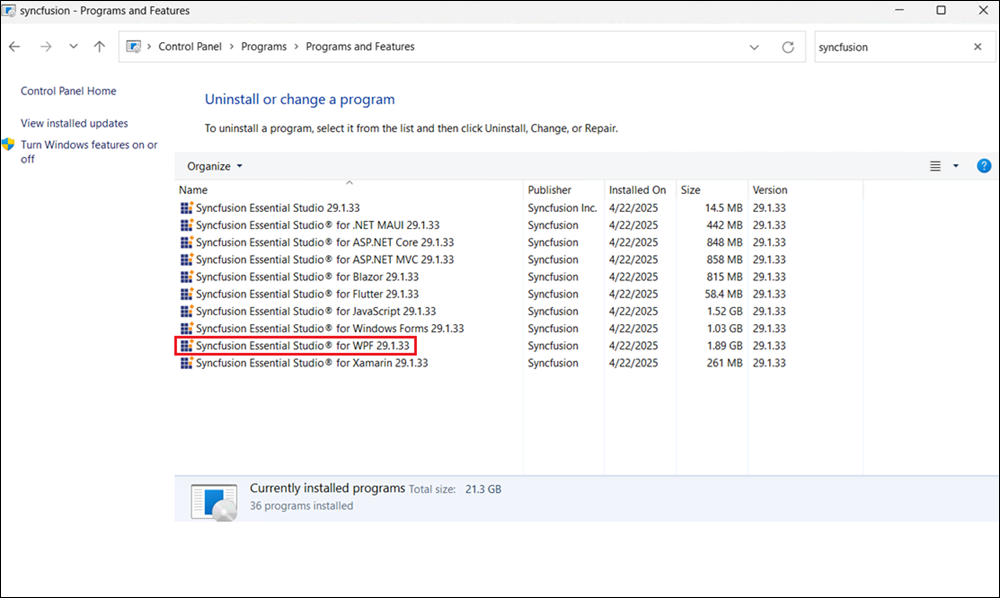 syncfusion - Programs and Features
Control Panel > Programs > Programs and Features
syncfusion
Control Panel Home
View installed updates
Turn Windows features on or
off
Uninstall or change a program
To uninstall a program, select it from the list and then click Uninstall, Change, or Repair.
Organize
?
Name Publisher Installed On Size Version
Syncfusion Essential Studio 29.1.33 Syncfusion Inc. 4/22/2025 14.5 MB 29.1.33
Syncfusion Essential Studio® for .NET MAUI 29.1.33 Syncfusion 4/22/2025 442 MB 29.1.33
Syncfusion Essential Studio® for ASP.NET Core 29.1.33 Syncfusion 4/22/2025 848 MB 29.1.33
Syncfusion Essential Studio® for ASP.NET MVC 29.1.33 Syncfusion 4/22/2025 858 MB 29.1.33
Syncfusion Essential Studio® for Blazor 29.1.33 Syncfusion 4/22/2025 815 MB 29.1.33
Syncfusion Essential Studio® for Flutter 29.1.33 Syncfusion 4/22/2025 58.4 MB 29.1.33
Syncfusion Essential Studio® for JavaScript 29.1.33 Syncfusion 4/22/2025 1.52 GB 29.1.33
Syncfusion Essential Studio® for Windows Forms 29.1.33 Syncfusion 4/22/2025 1.03 GB 29.1.33
Syncfusion Essential Studio® for WPF 29.1.33 Syncfusion 4/22/2025 1.89 GB 29.1.33
Syncfusion Essential Studio® for Xamarin 29.1.33 Syncfusion 4/22/2025 261 MB 29.1.33
Currently installed programs Total size: 21.3 GB
36 programs installed